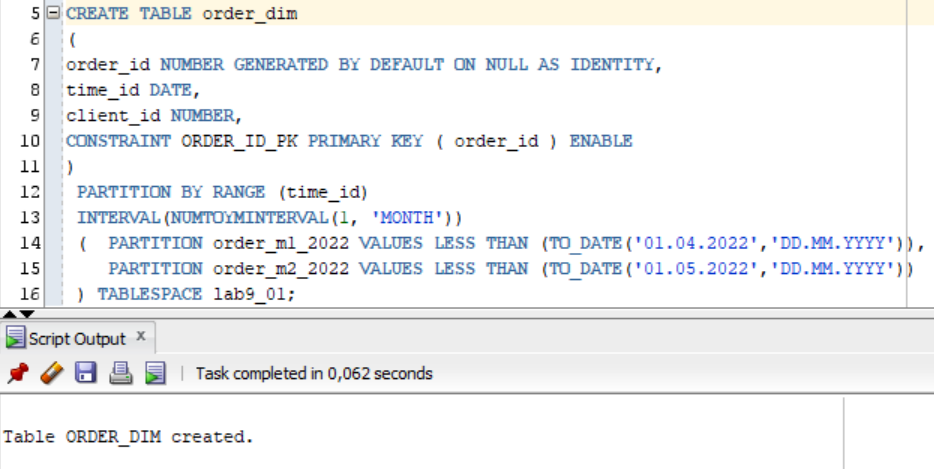 5 CREATE TABLE order_dim
6 (
7 order_id NUMBER GENERATED BY DEFAULT ON NULL AS IDENTITY,
8 time_id DATE,
9 client_id NUMBER,
10 CONSTRAINT ORDER_ID_PK PRIMARY KEY ( order_id ) ENABLE
11 )
12 PARTITION BY RANGE (time_id)
13 INTERVAL(NUMTOYMINTERVAL(1, 'MONTH'))
14 ( PARTITION order_m1_2022 VALUES LESS THAN (TO_DATE('01.04.2022','DD.MM.YYYY')),
15 PARTITION order_m2_2022 VALUES LESS THAN (TO_DATE('01.05.2022','DD.MM.YYYY'))
16 ) TABLESPACE lab9_01;
Script Output x
Task completed in 0,062 seconds
Table ORDER_DIM created.